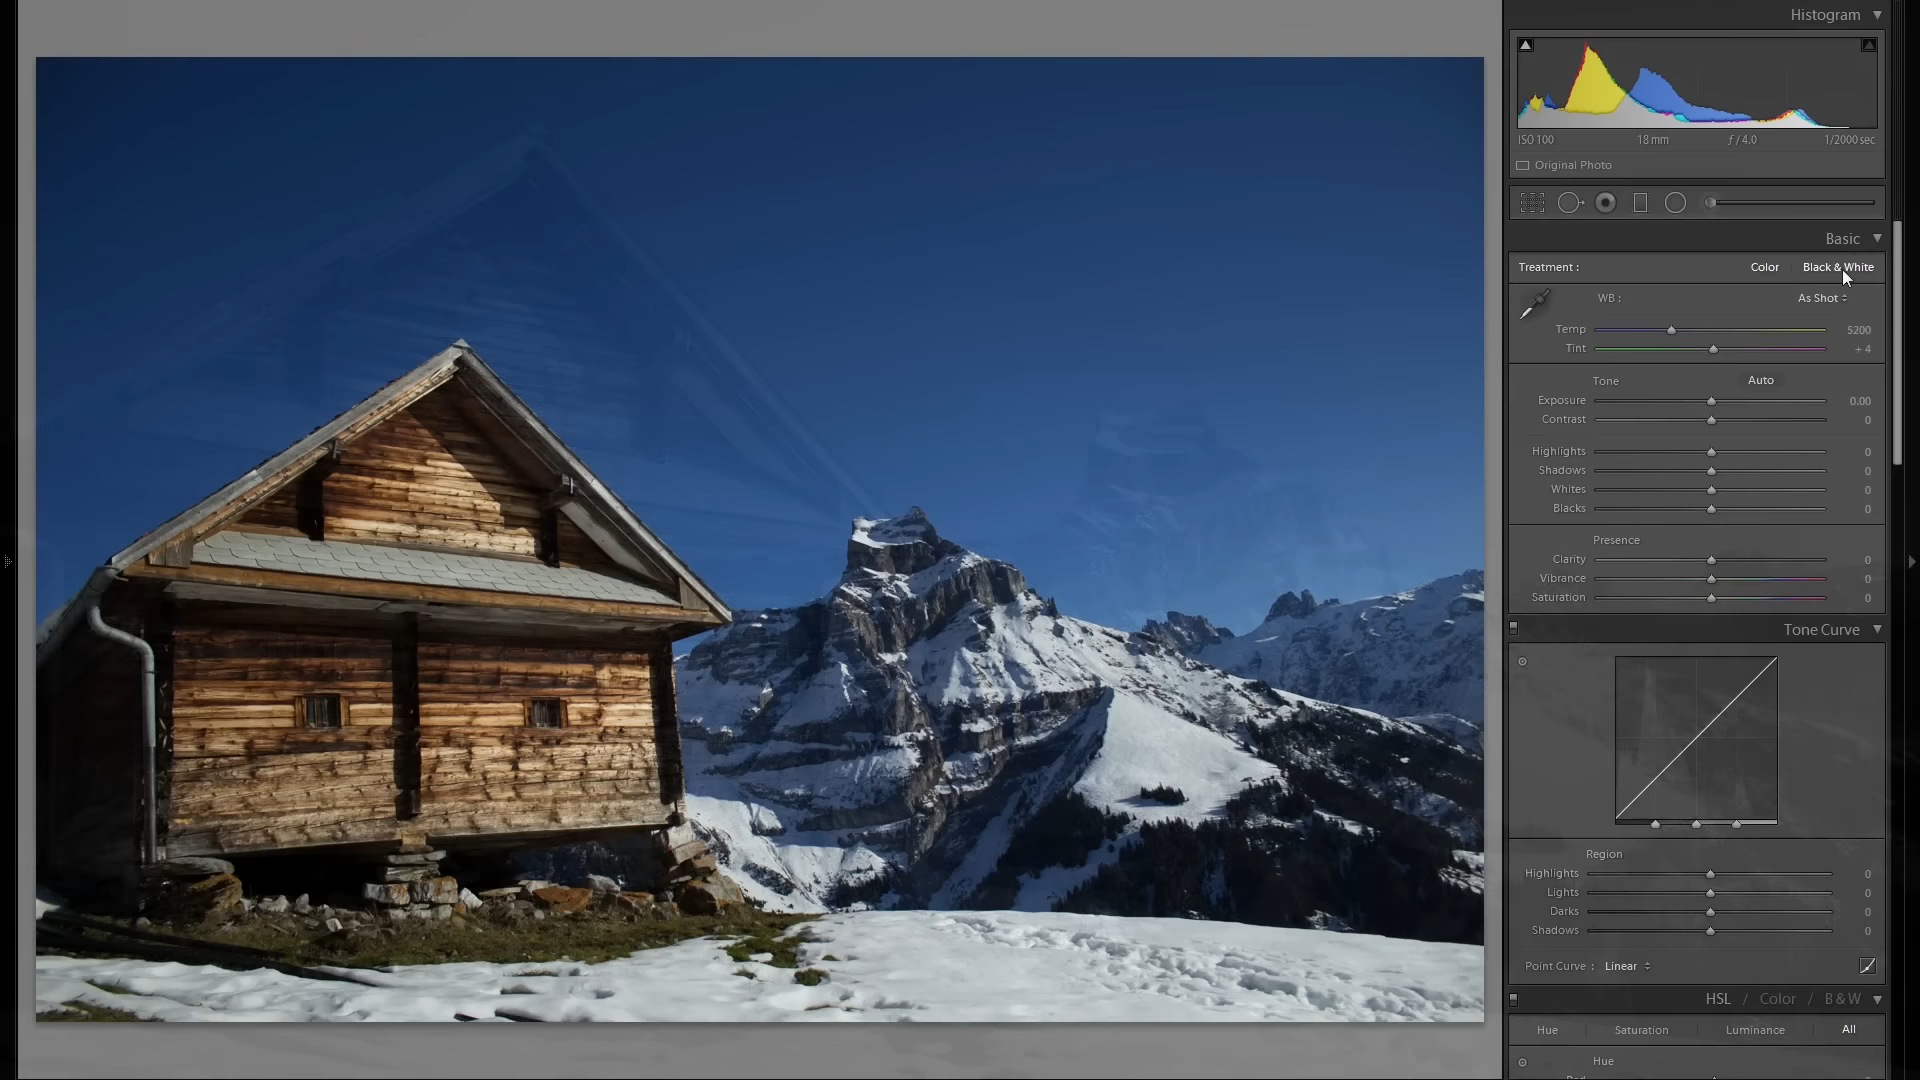 Histogram
ISO 100 18 mm ƒ / 4.0 1/2000 sec
Original Photo
Basic
Treatment : Color Black & White
WB : As Shot
Temp 5200
Tint + 4
Tone Auto
Exposure 0.00
Contrast 0
Highlights 0
Shadows 0
Whites 0
Blacks 0
Presence
Clarity 0
Vibrance 0
Saturation 0
Tone Curve
Region
Highlights 0
Lights 0
Darks 0
Shadows 0
Point Curve : Linear
HSL / Color / B & W
Hue Saturation Luminance All
Hue